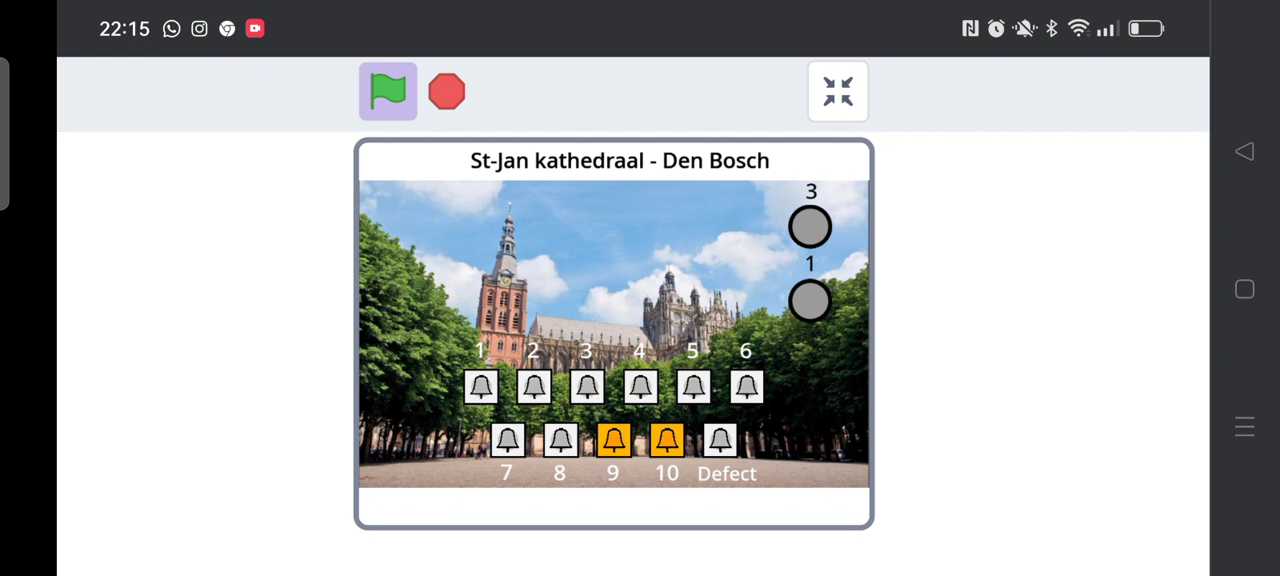 22:15
St-Jan kathedraal - Den Bosch
3
1
1 2 3 4 5 6
7 8 9 10 Defect